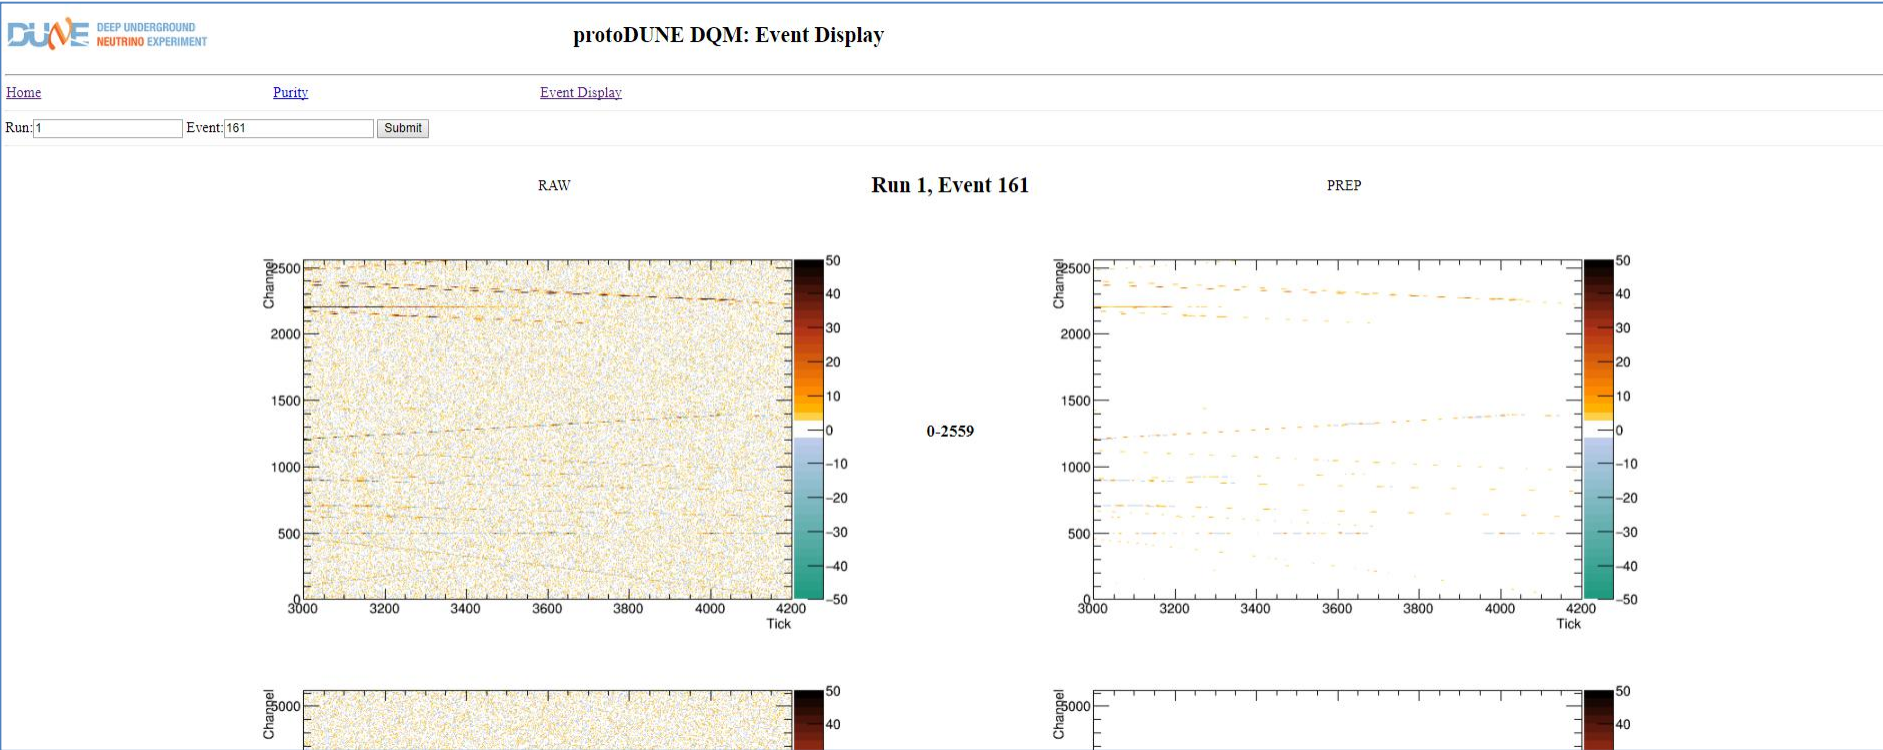 DUNE DEEP UNDERGROUND
NEUTRINO EXPERIMENT
protoDUNE DQM: Event Display
Home Purity Event Display
Run: 1 Event: 161 Submit
RAW Run 1, Event 161 PREP
Channel
2500
2000
1500
1000
500
0
3000 3200 3400 3600 3800 4000 4200
Tick
50
40
30
20
10
0
−10
−20
−30
−40
−50
0-2559
Channel
2500
2000
1500
1000
500
0
3000 3200 3400 3600 3800 4000 4200
Tick
50
40
30
20
10
0
−10
−20
−30
−40
−50
Channel
5000
50
40
Channel
5000
50
40